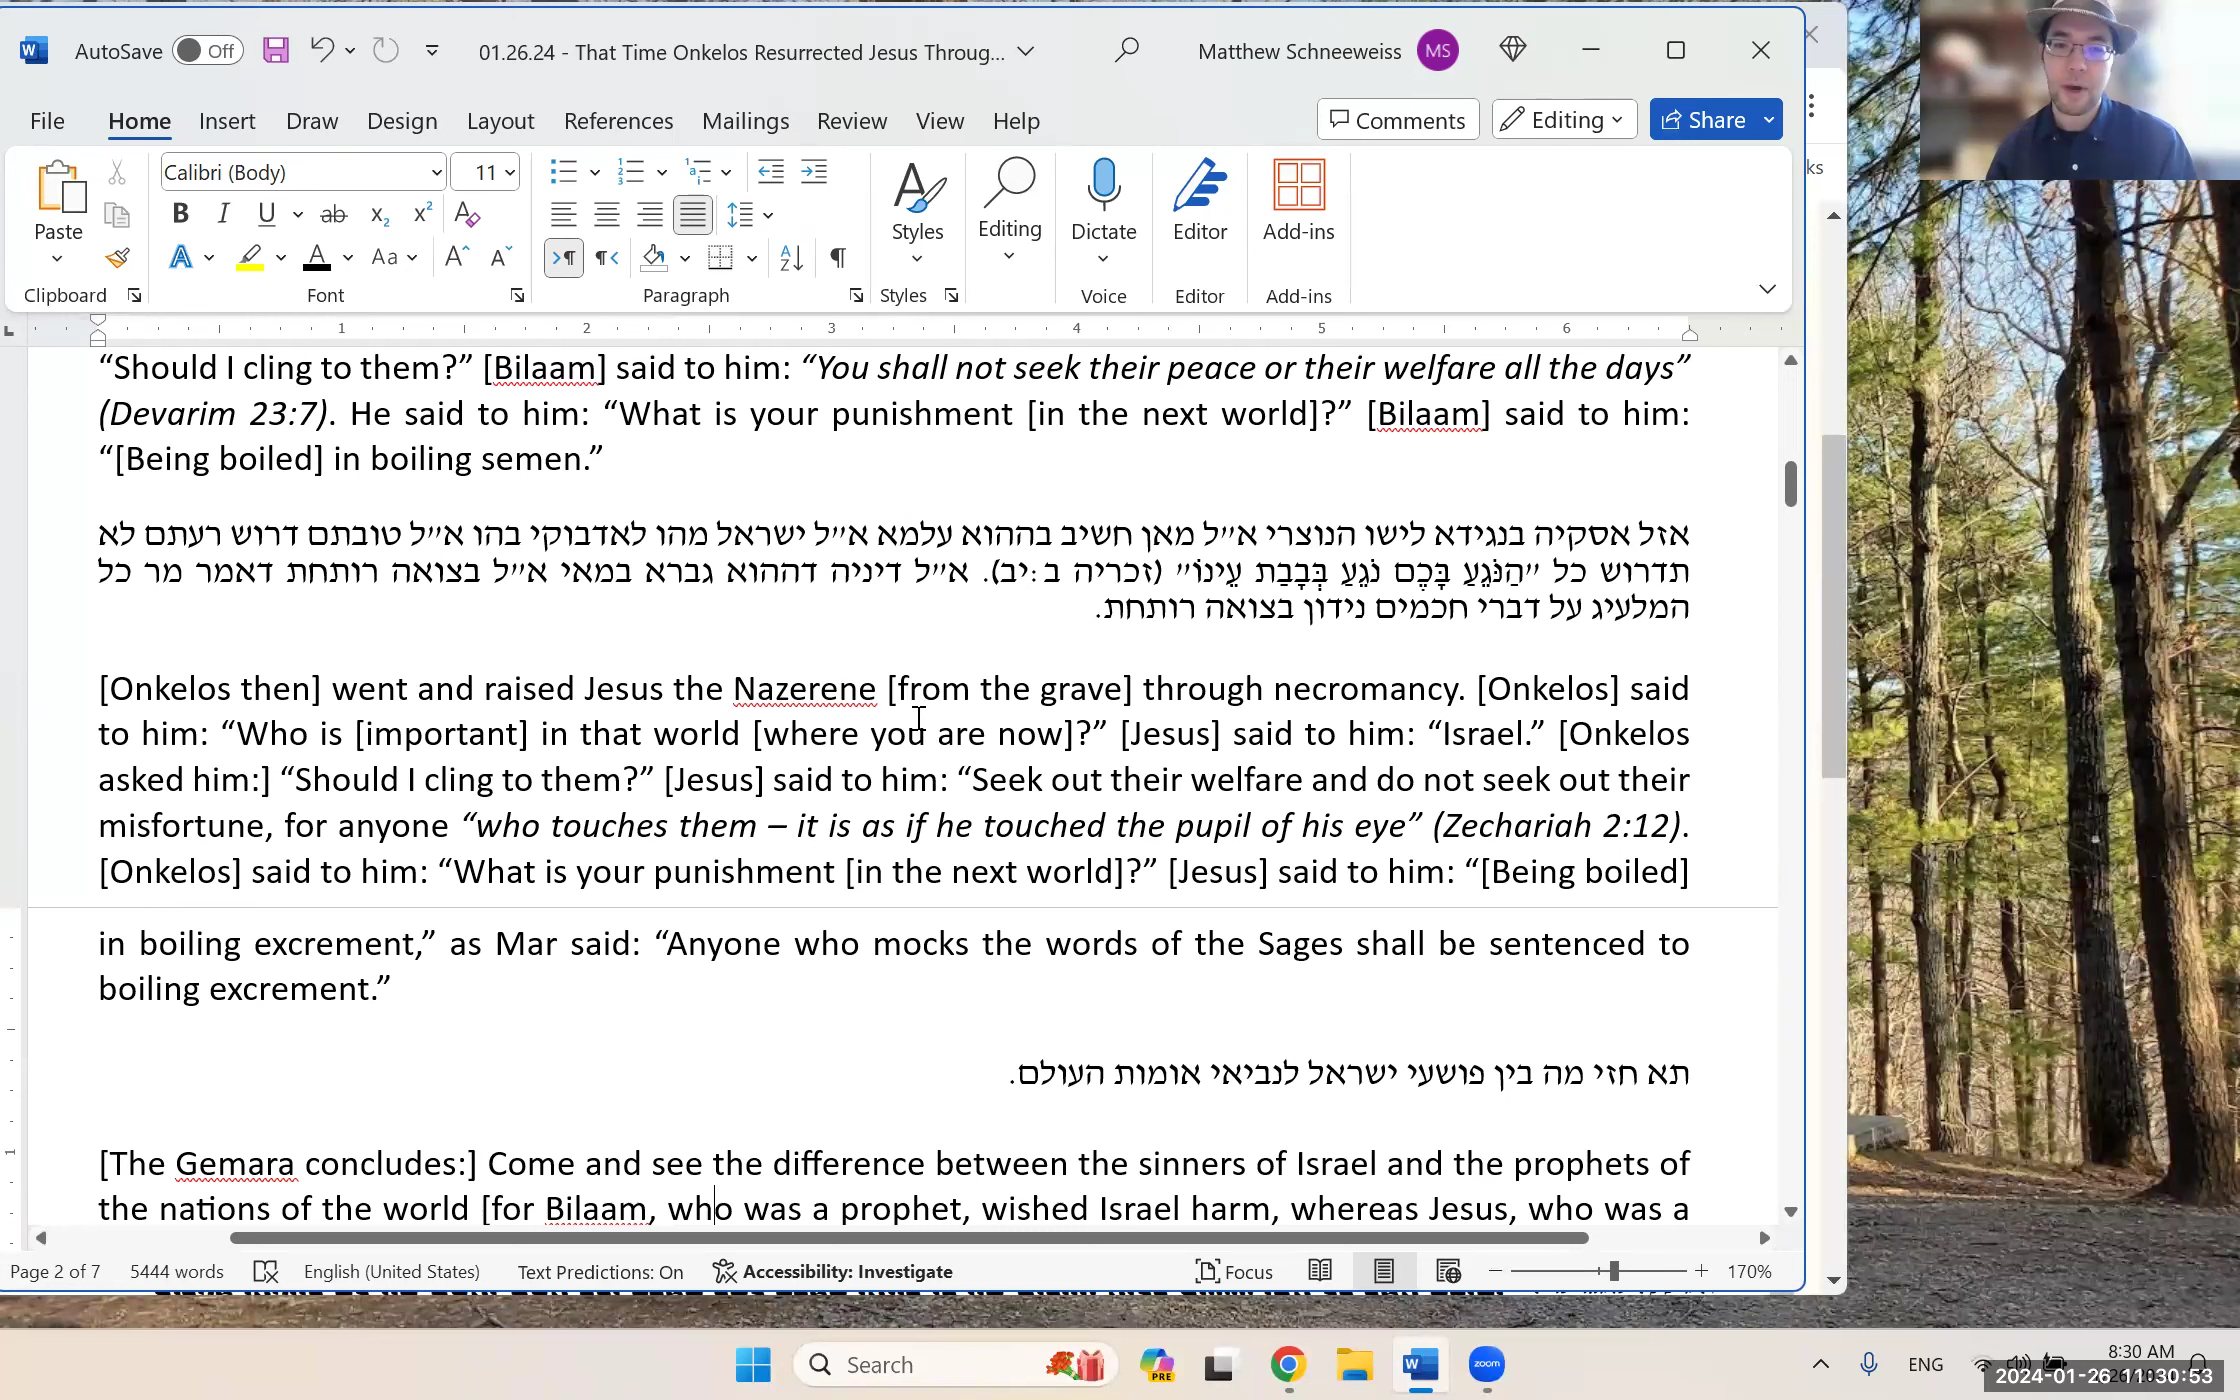 AutoSave Off 01.26.24 - That Time Onkelos Resurrected Jesus Throug... Matthew Schneeweiss MS
File Home Insert Draw Design Layout References Mailings Review View Help Comments Editing Share
ks
Paste Calibri (Body) 11 Styles Editing Dictate Editor Add-ins
Clipboard Font Paragraph Styles Voice Editor Add-ins
1 2 3 4 5 6
“Should I cling to them?” [Bilaam] said to him: “You shall not seek their peace or their welfare all the days”
(Devarim 23:7). He said to him: “What is your punishment [in the next world]?” [Bilaam] said to him:
“[Being boiled] in boiling semen.”
אזל אסקיה בנגידא לישו הנוצרי א״ל מאן חשיב בההוא עלמא א״ל ישראל מהו לאדבוקי בהו א״ל טובתם דרוש רעתם לא
תדרוש כל ״הַנֹּגֵעַ בָּכֶם נֹגֵעַ בְּבָבַת עֵינוֹ״ (זכריה ב:יב). א״ל דיניה דההוא גברא במאי א״ל בצואה רותחת דאמר מר כל
המלעיג על דברי חכמים נידון בצואה רותחת.
[Onkelos then] went and raised Jesus the Nazerene [from the grave] through necromancy. [Onkelos] said
to him: “Who is [important] in that world [where you are now]?” [Jesus] said to him: “Israel.” [Onkelos
asked him:] “Should I cling to them?” [Jesus] said to him: “Seek out their welfare and do not seek out their
misfortune, for anyone “who touches them – it is as if he touched the pupil of his eye” (Zechariah 2:12).
[Onkelos] said to him: “What is your punishment [in the next world]?” [Jesus] said to him: “[Being boiled]
in boiling excrement,” as Mar said: “Anyone who mocks the words of the Sages shall be sentenced to
boiling excrement.”
תא חזי מה בין פושעי ישראל לנביאי אומות העולם.
[The Gemara concludes:] Come and see the difference between the sinners of Israel and the prophets of
the nations of the world [for Bilaam, who was a prophet, wished Israel harm, whereas Jesus, who was a
Page 2 of 7 5444 words English (United States) Text Predictions: On Accessibility: Investigate Focus 170%
Search PRE zoom ENG 8:30 AM
2024-01-26 11:30:53